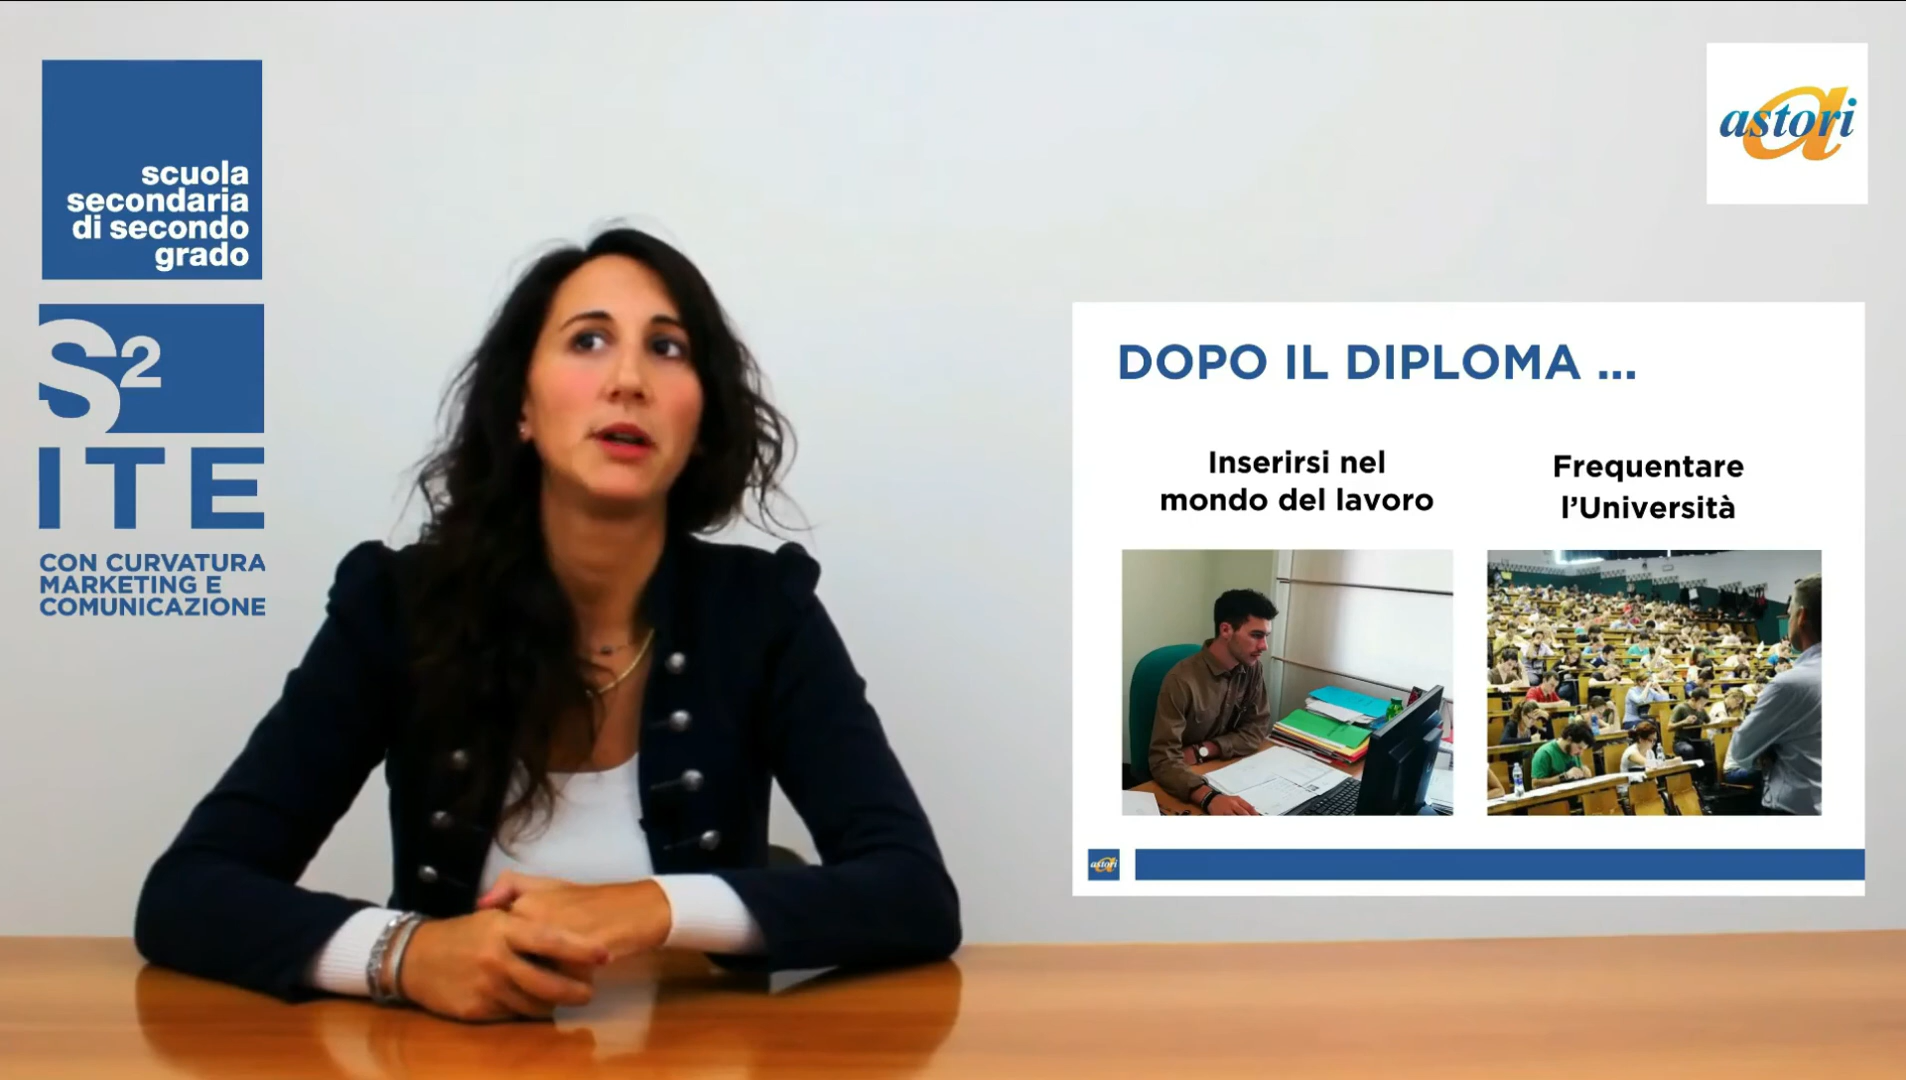 scuola
secondaria
di secondo
grado
S²
ITE
CON CURVATURA
MARKETING E
COMUNICAZIONE
astori
DOPO IL DIPLOMA ...
Inserirsi nel
mondo del lavoro
Frequentare
l’Università
astori